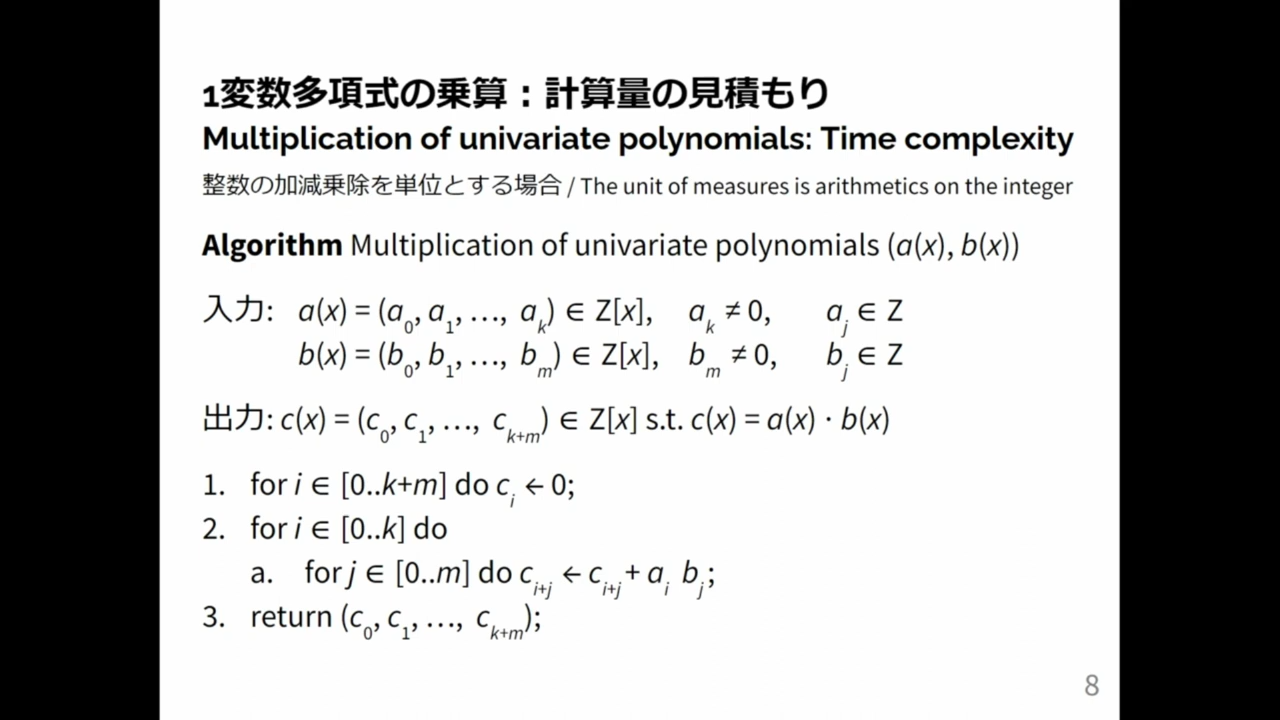 1変数多項式の乗算：計算量の見積もり
Multiplication of univariate polynomials: Time complexity
整数の加減乗除を単位とする場合 / The unit of measures is arithmetics on the integer
Algorithm Multiplication of univariate polynomials (a(x), b(x))
入力: a(x) = (a₀, a₁, …, aₖ) ∈ Z[x], aₖ ≠ 0, aⱼ ∈ Z
b(x) = (b₀, b₁, …, bₘ) ∈ Z[x], bₘ ≠ 0, bⱼ ∈ Z
出力: c(x) = (c₀, c₁, …, cₖ₊ₘ) ∈ Z[x] s.t. c(x) = a(x) · b(x)
1. for i ∈ [0..k+m] do cᵢ ← 0;
2. for i ∈ [0..k] do
a. for j ∈ [0..m] do cᵢ₊ⱼ ← cᵢ₊ⱼ + aᵢ bⱼ;
3. return (c₀, c₁, …, cₖ₊ₘ);
8